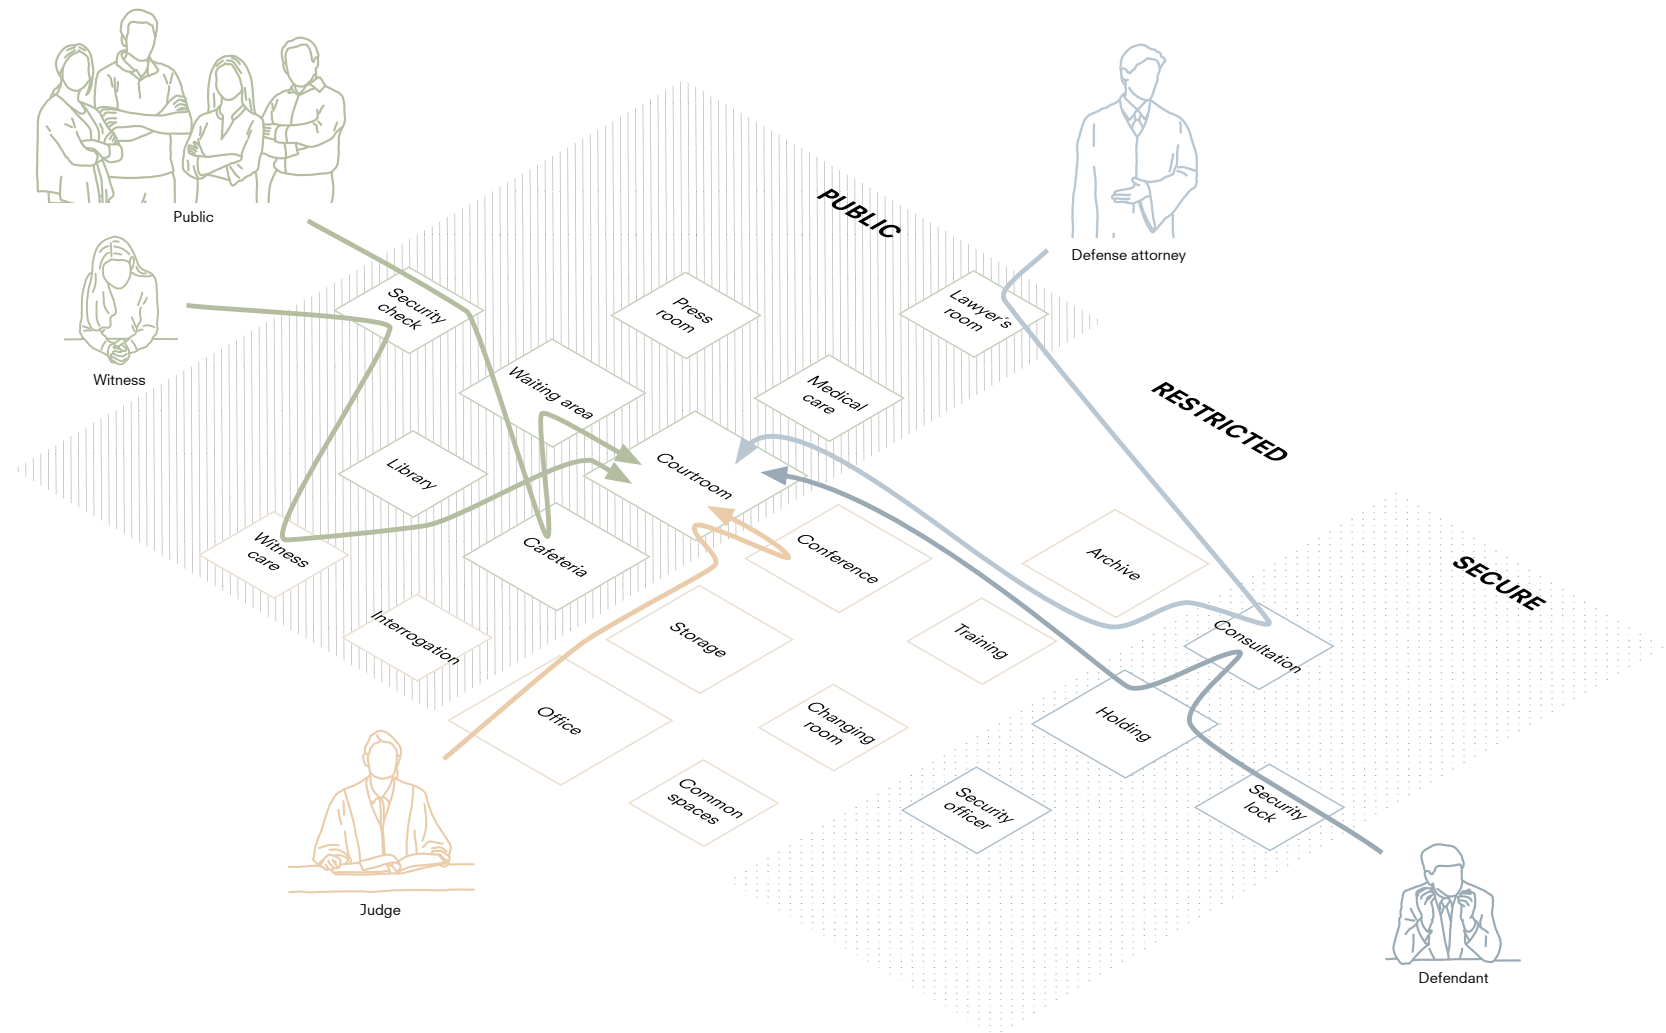 Public
Witness
Defense attorney
PUBLIC
RESTRICTED
SECURE
Security
check
Press
room
Lawyer's
room
Waiting area
Medical
care
Library
Courtroom
Witness
care
Cafeteria
Conference
Archive
Interrogation
Storage
Training
Consultation
Office
Changing
room
Holding
Common
spaces
Security
officer
Security
lock
Judge
Defendant